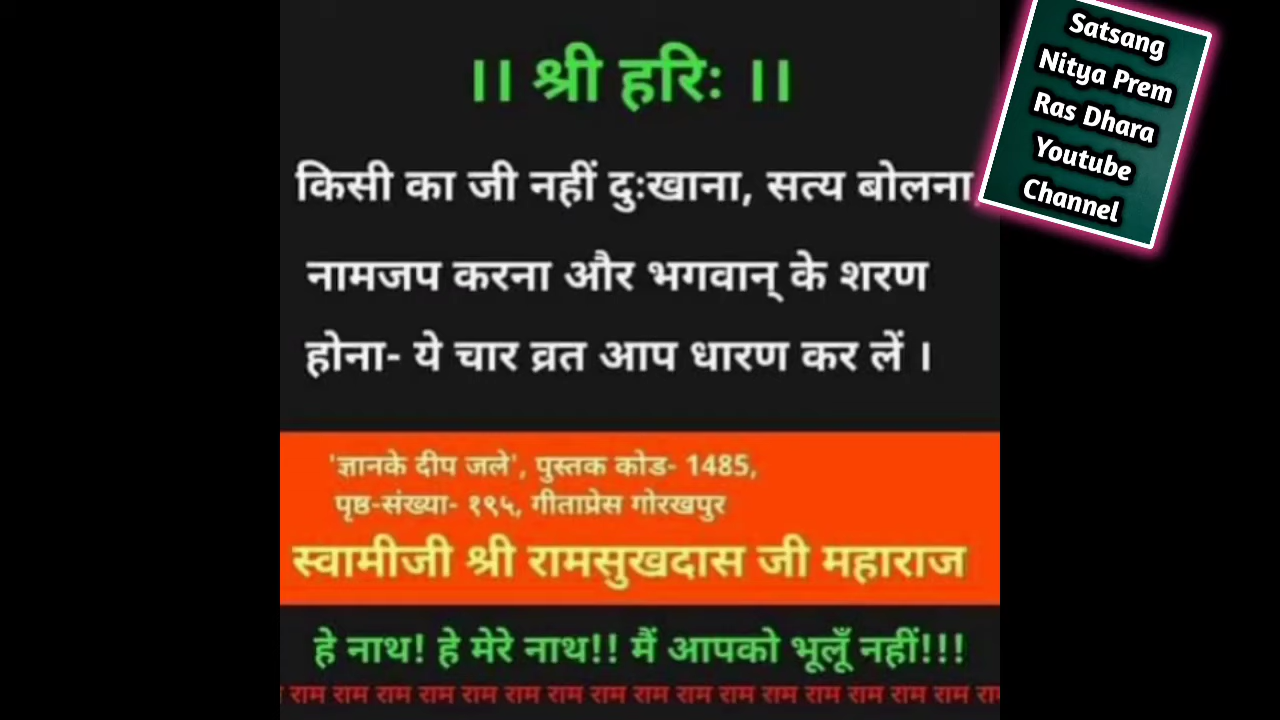 ।। श्री हरिः ।।
किसी का जी नहीं दुःखाना, सत्य बोलना,
नामजप करना और भगवान् के शरण
होना- ये चार व्रत आप धारण कर लें ।
'ज्ञानके दीप जले', पुस्तक कोड- 1485,
पृष्ठ-संख्या- १९५, गीताप्रेस गोरखपुर
स्वामीजी श्री रामसुखदास जी महाराज
हे नाथ! हे मेरे नाथ!! मैं आपको भूलूँ नहीं!!!
राम राम राम राम राम राम राम राम राम राम राम राम राम राम राम राम
Satsang
Nitya Prem
Ras Dhara
Youtube
Channel